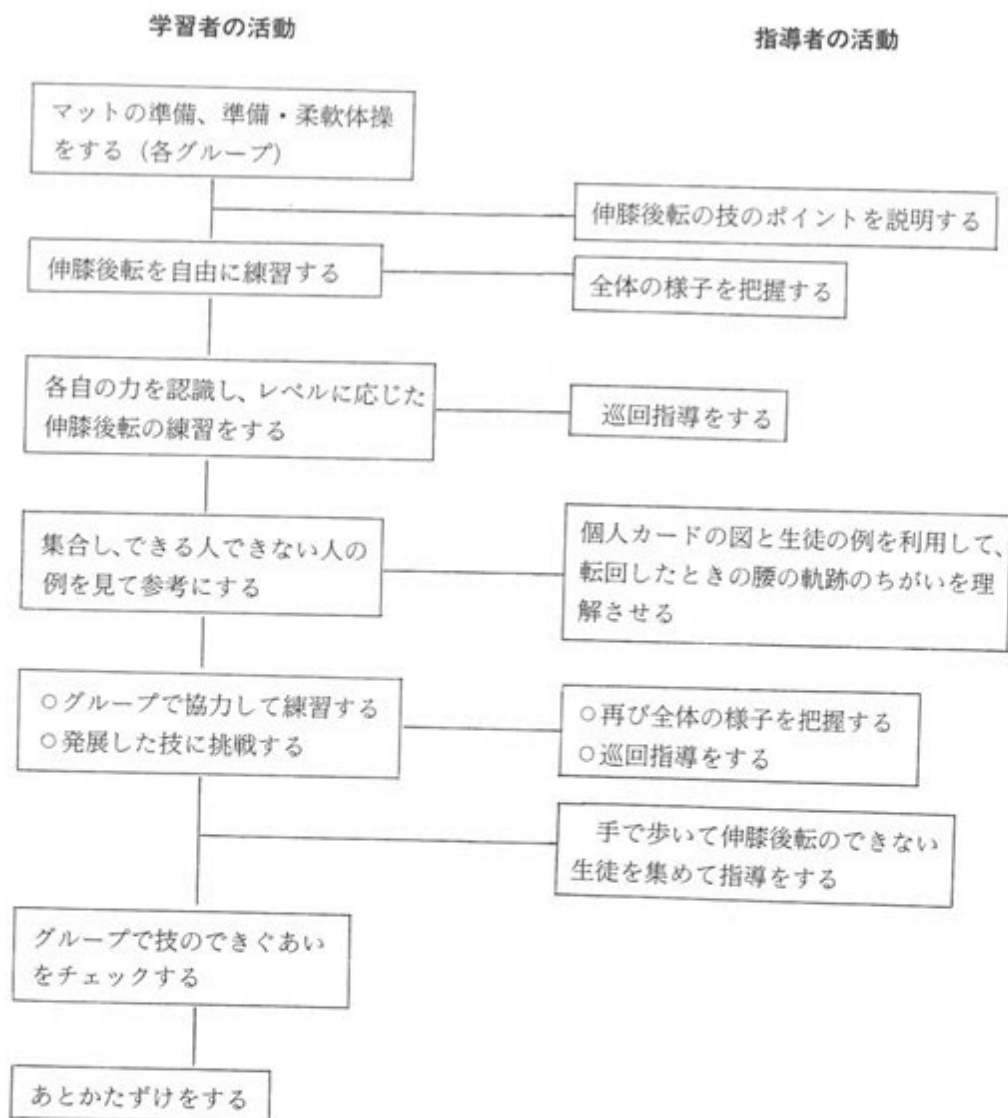 学習者の活動
指導者の活動
マットの準備、準備・柔軟体操
をする（各グループ）
伸膝後転の技のポイントを説明する
伸膝後転を自由に練習する
全体の様子を把握する
各自の力を認識し、レベルに応じた
伸膝後転の練習をする
巡回指導をする
集合し、できる人できない人の
例を見て参考にする
個人カードの図と生徒の例を利用して、
転回したときの腰の軌跡のちがいを理
解させる
○グループで協力して練習する
○発展した技に挑戦する
○再び全体の様子を把握する
○巡回指導をする
手で歩いて伸膝後転のできない
生徒を集めて指導をする
グループで技のできぐあい
をチェックする
あとかたずけをする